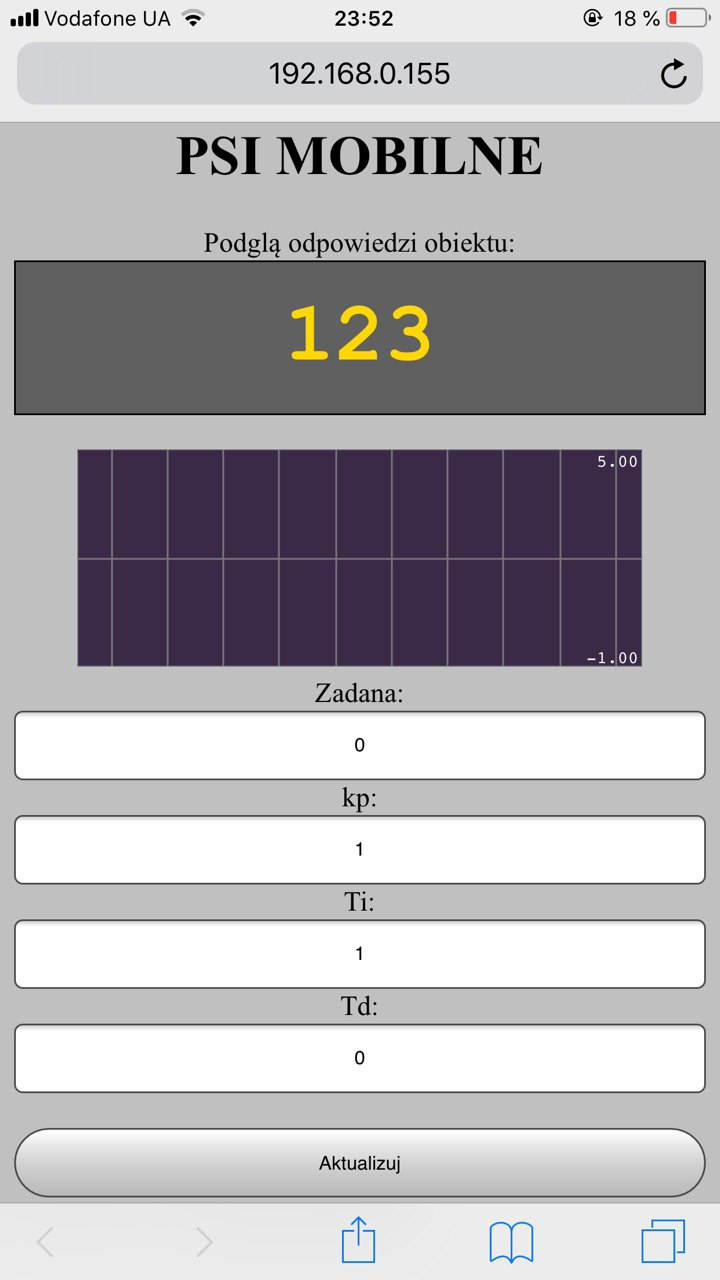 Vodafone UA 23:52 18 %
192.168.0.155
PSI MOBILNE
Podglą odpowiedzi obiektu:
123
5.00
-1.00
Zadana:
0
kp:
1
Ti:
1
Td:
0
Aktualizuj